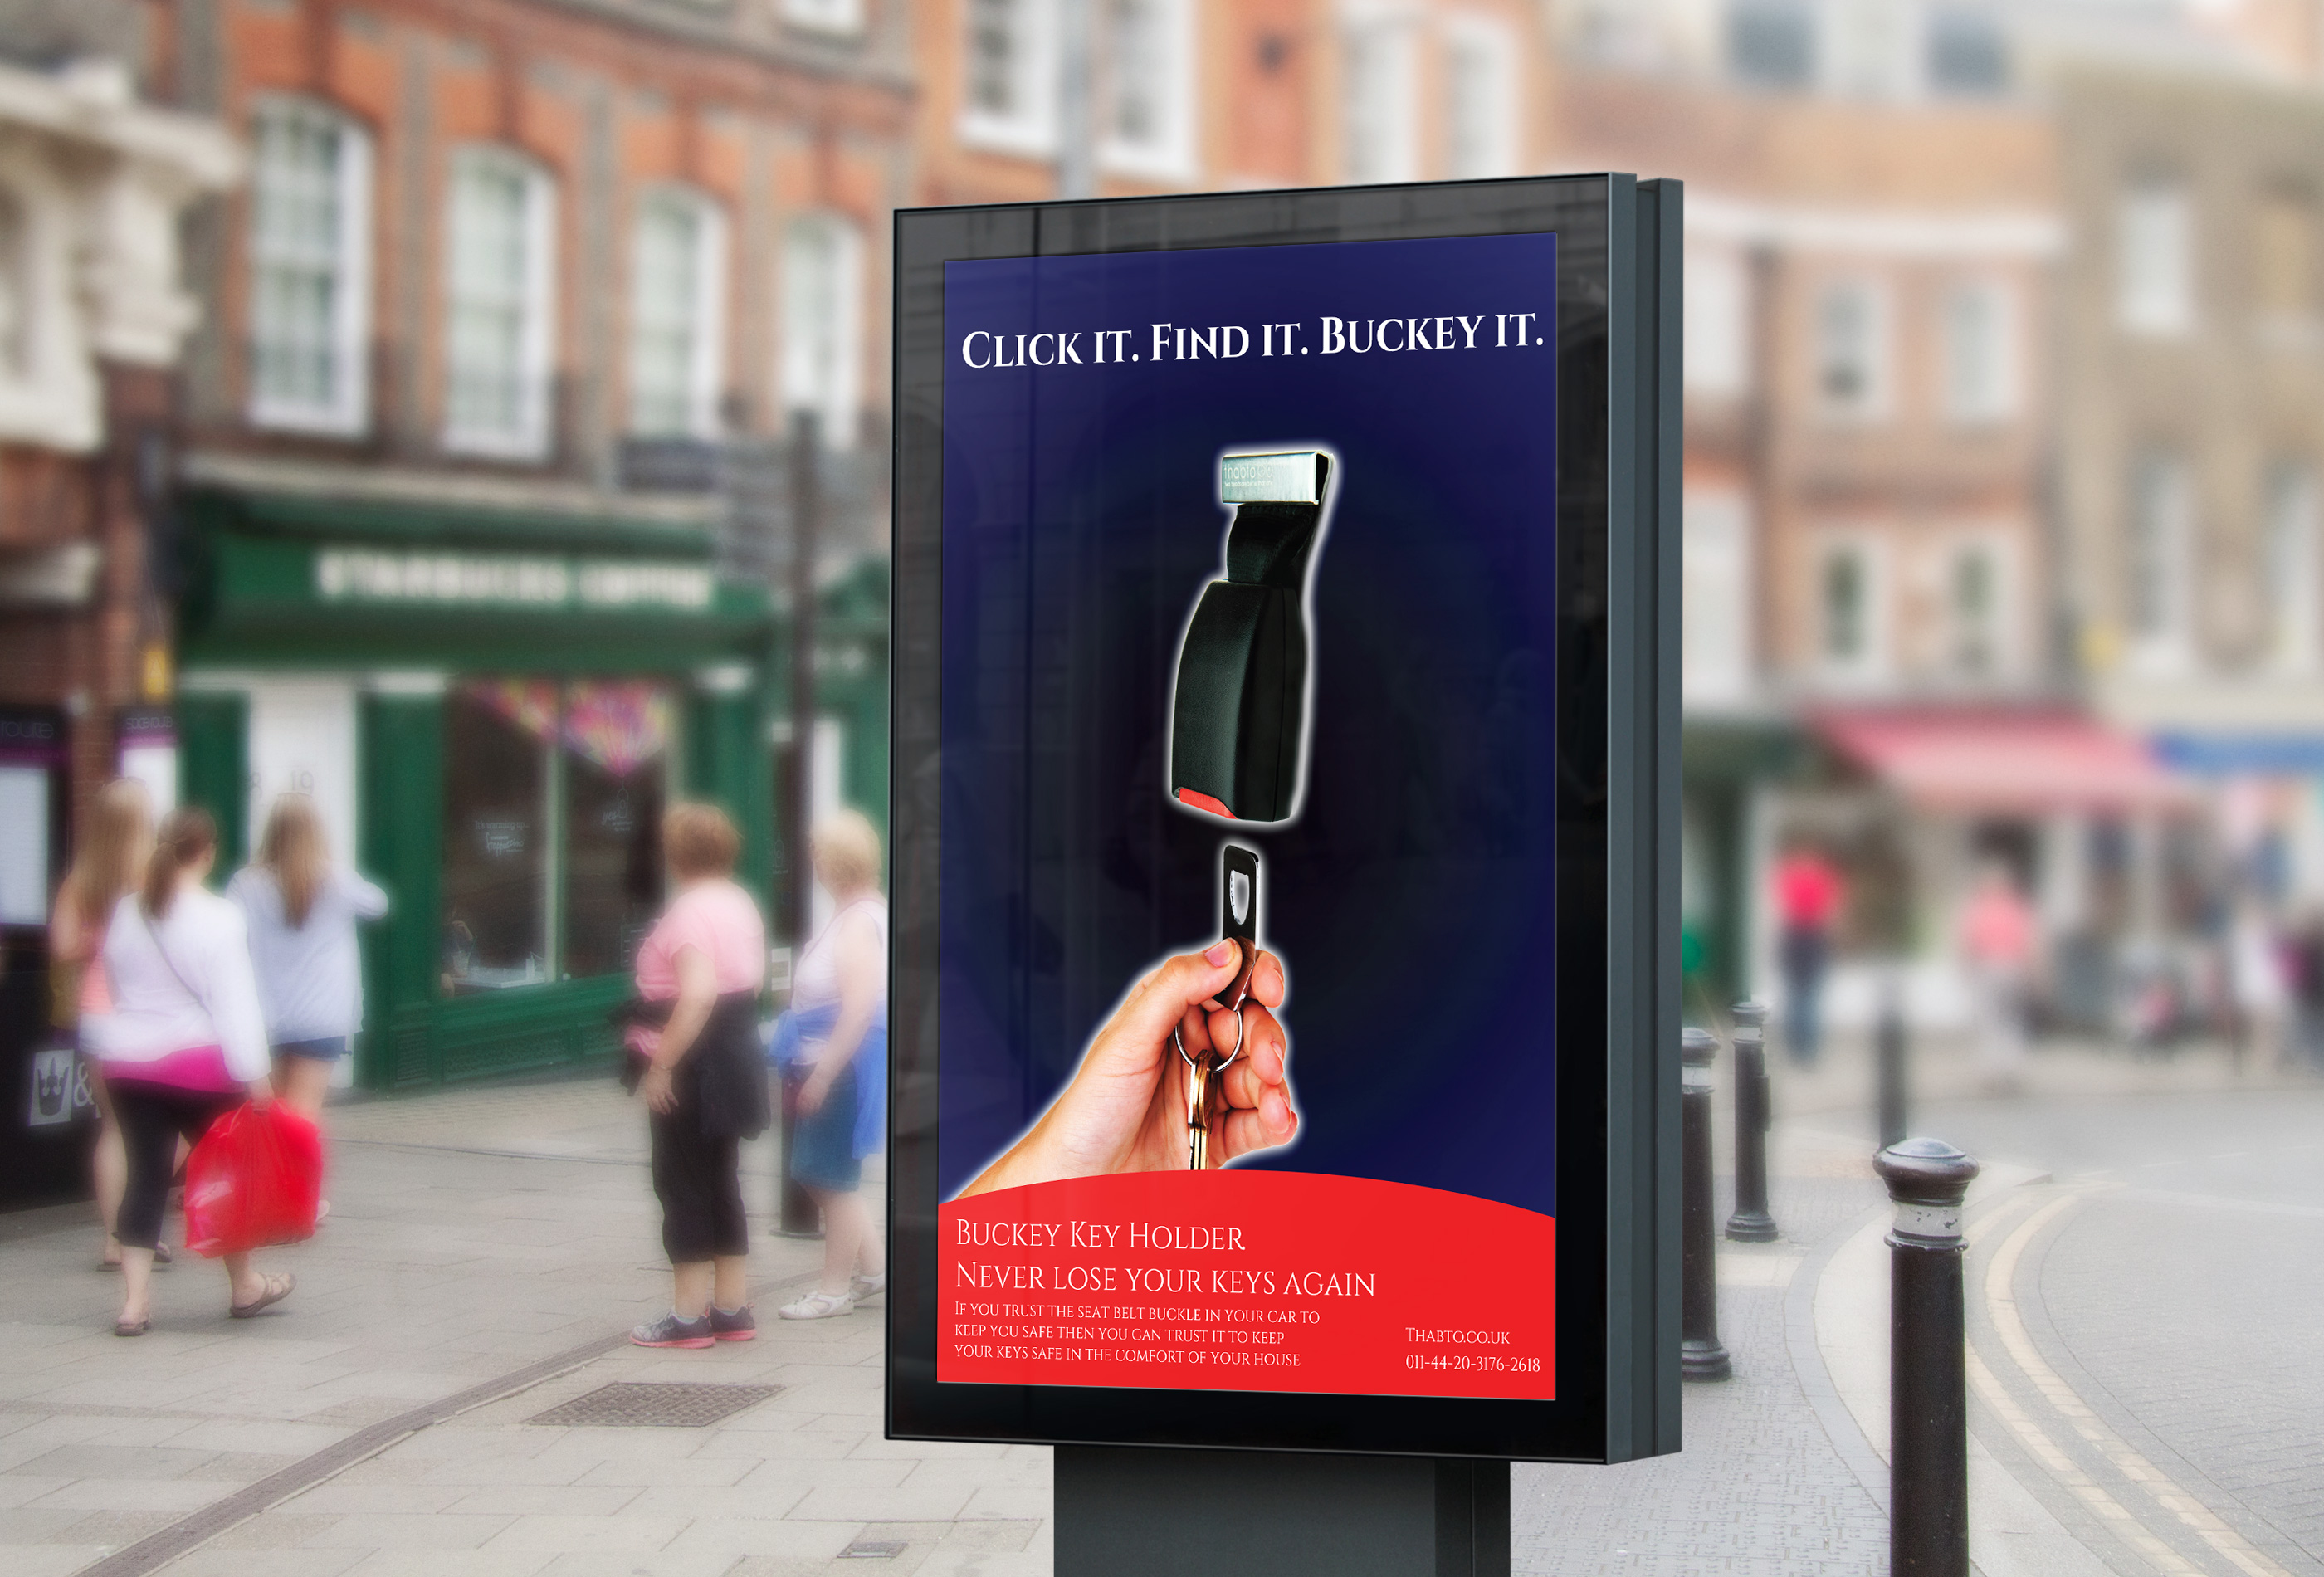 STARBUCKS COFFEE
CLICK IT. FIND IT. BUCKEY IT.
thabto
BUCKEY KEY HOLDER
NEVER LOSE YOUR KEYS AGAIN
IF YOU TRUST THE SEAT BELT BUCKLE IN YOUR CAR TO
KEEP YOU SAFE THEN YOU CAN TRUST IT TO KEEP
YOUR KEYS SAFE IN THE COMFORT OF YOUR HOUSE
THABTO.CO.UK
011-44-20-3176-2618